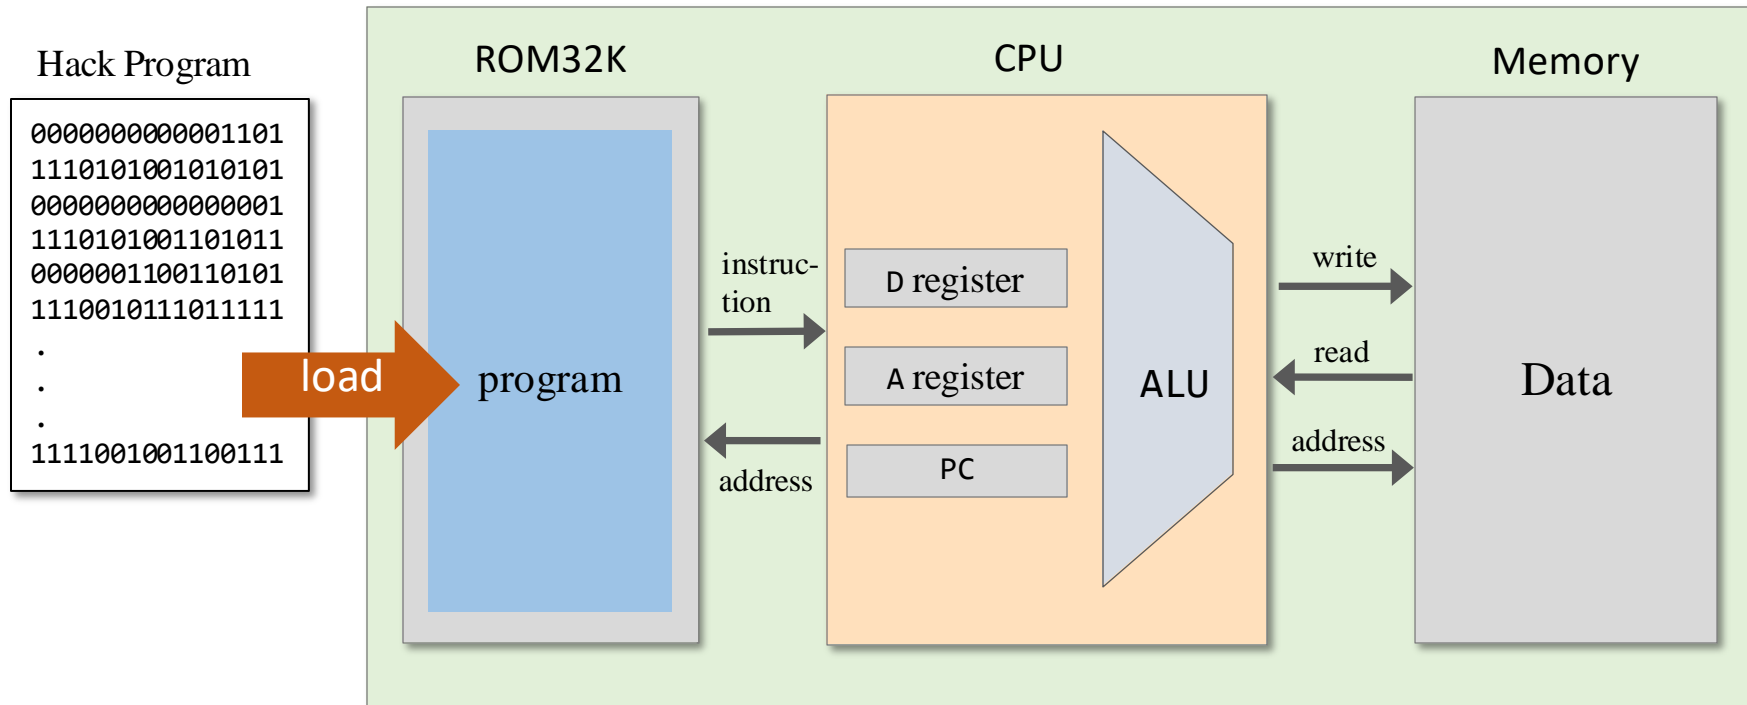 Hack Program
0000000000001101
1110101001010101
0000000000000001
1110101001101011
0000001100110101
1110010111011111
.
.
.
1111001001100111
load
ROM32K
program
instruc-
tion
address
CPU
D register
A register
PC
ALU
write
read
address
Memory
Data